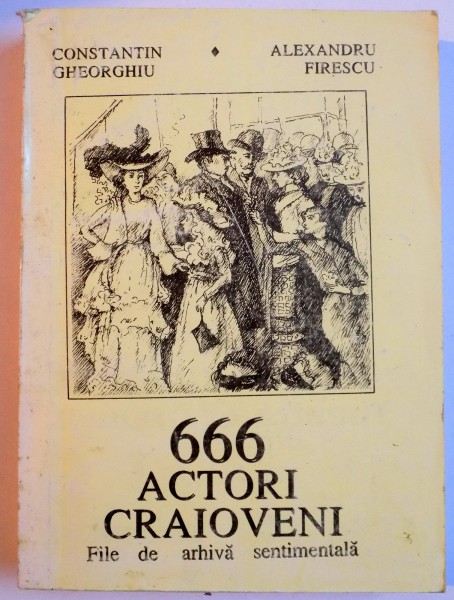 CONSTANTIN GHEORGHIU ♦ ALEXANDRU FIRESCU
666
ACTORI
CRAIOVENI
File de arhivă sentimentală